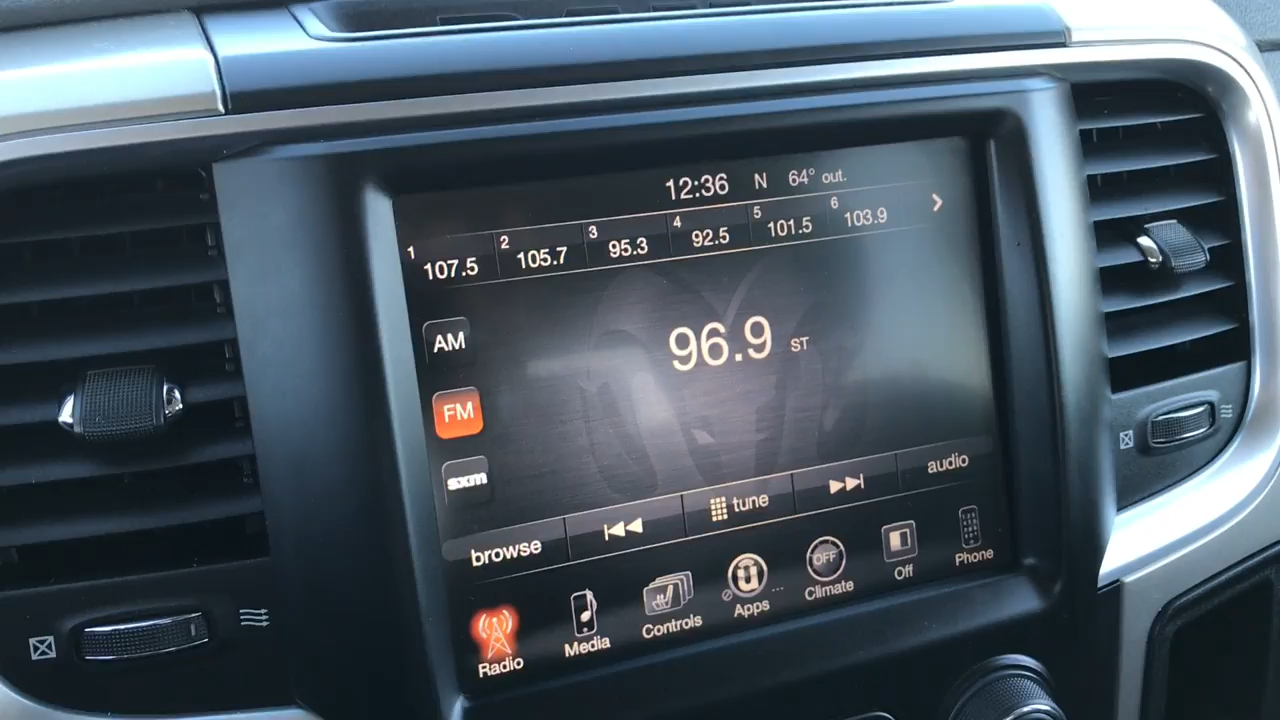 12:36 N 64° out.
1 107.5 2 105.7 3 95.3 4 92.5 5 101.5 6 103.9
96.9 ST
AM
FM
sxm
browse tune audio
Radio Media Controls Apps OFF Climate Off Phone